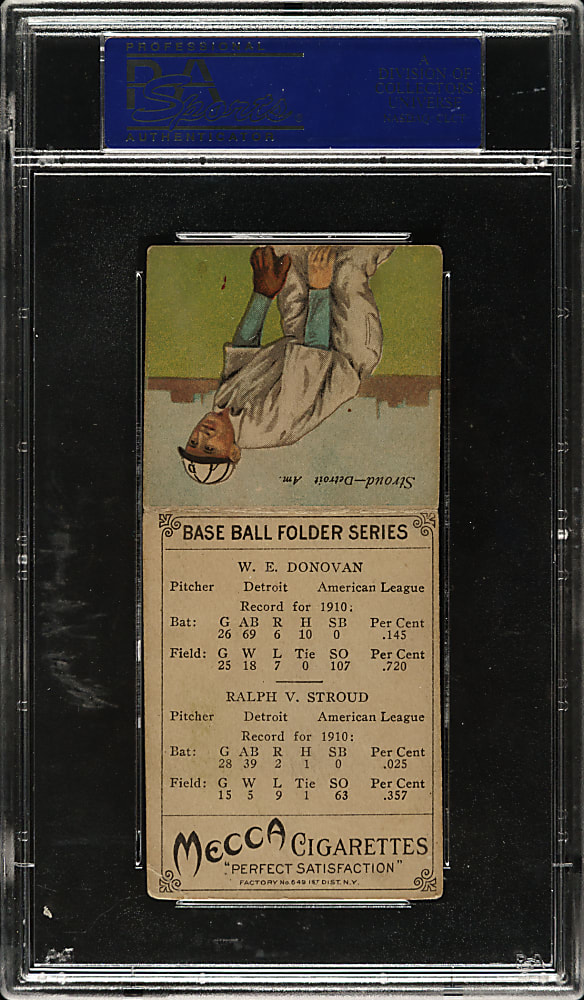 PROFESSIONAL
PSA
Sports
AUTHENTICATOR
A
DIVISION OF
COLLECTORS
UNIVERSE
Stroud—Detroit Am.
BASE BALL FOLDER SERIES
W. E. DONOVAN
Pitcher Detroit American League
Record for 1910:
Bat: G AB R H SB Per Cent
26 69 6 10 0 .145
Field: G W L Tie SO Per Cent
25 18 7 0 107 .720
RALPH V. STROUD
Pitcher Detroit American League
Record for 1910:
Bat: G AB R H SB Per Cent
28 39 2 1 0 .025
Field: G W L Tie SO Per Cent
15 5 9 1 63 .357
MECCA CIGARETTES
"PERFECT SATISFACTION"
FACTORY No. 649 1ST DIST. N.Y.